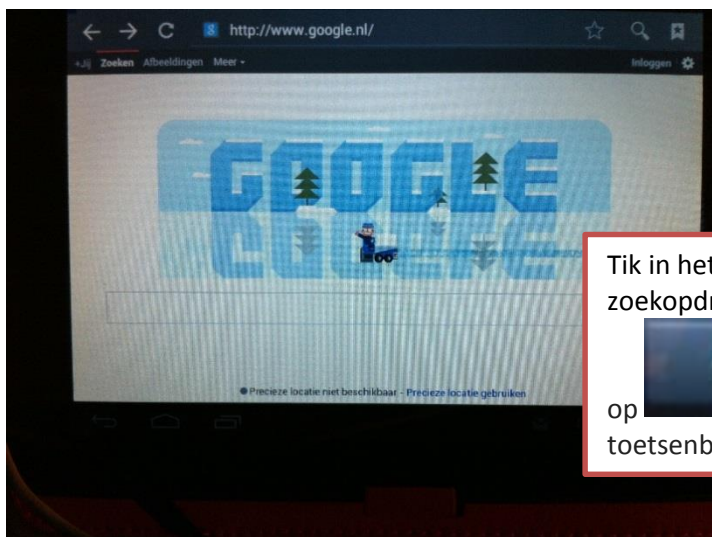 http://www.google.nl/
+Jij Zoeken Afbeeldingen Meer Inloggen
GOOGLE
Precieze locatie niet beschikbaar - Precieze locatie gebruiken
Tik in het
zoekopdr
op
toetsenb